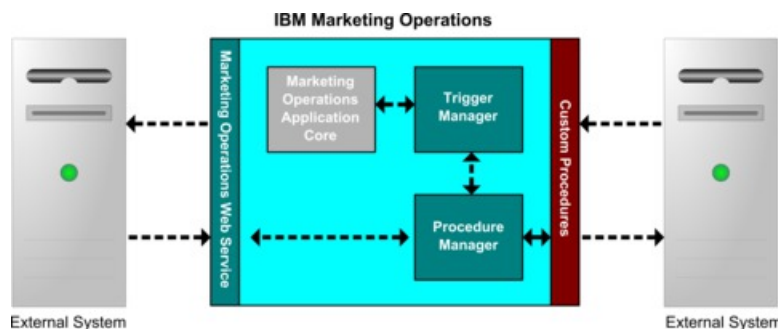 IBM Marketing Operations
Marketing Operations Web Service
Marketing
Operations
Application
Core
Trigger
Manager
Procedure
Manager
Custom Procedures
External System
External System